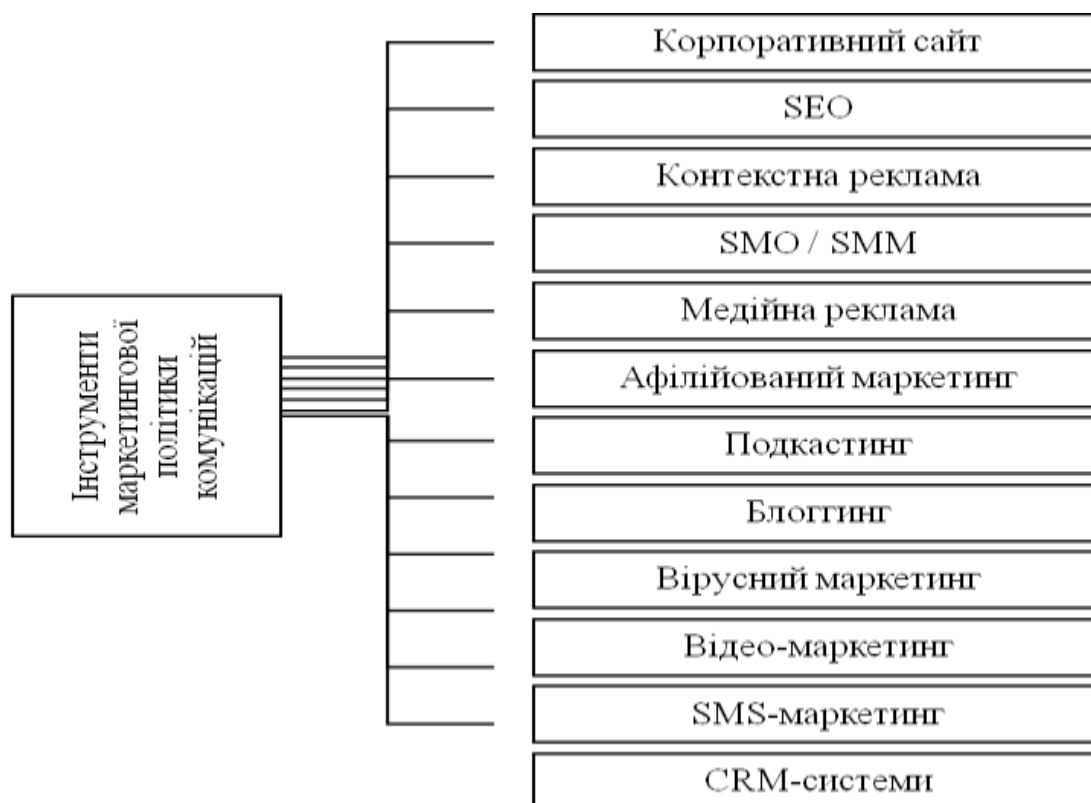 Інструменти
маркетингової
політики
комунікацій
Корпоративний сайт
SEO
Контекстна реклама
SMO / SMM
Медійна реклама
Афілійований маркетинг
Подкастинг
Блоггинг
Вірусний маркетинг
Відео-маркетинг
SMS-маркетинг
CRM-системи